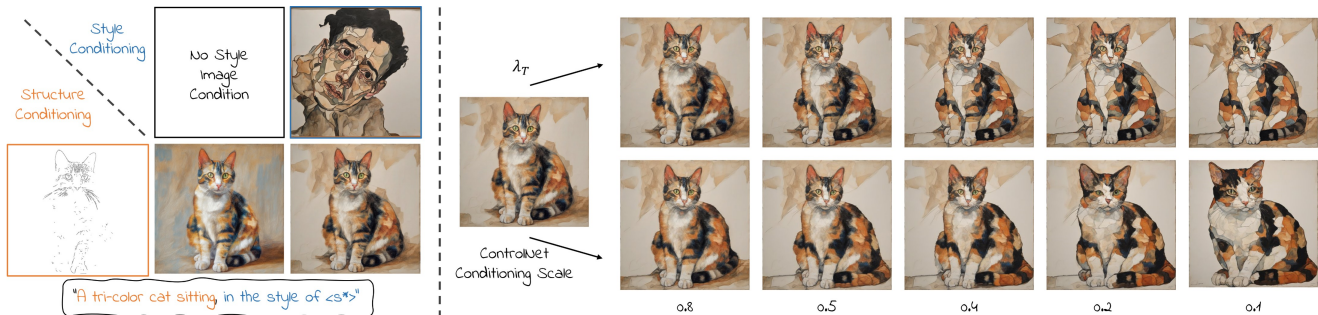 Style
Conditioning
Structure
Conditioning
No Style
Image
Condition
"A tri-color cat sitting, in the style of <s*>"
λ_T
ControlNet
Conditioning Scale
0.8 0.5 0.4 0.2 0.1